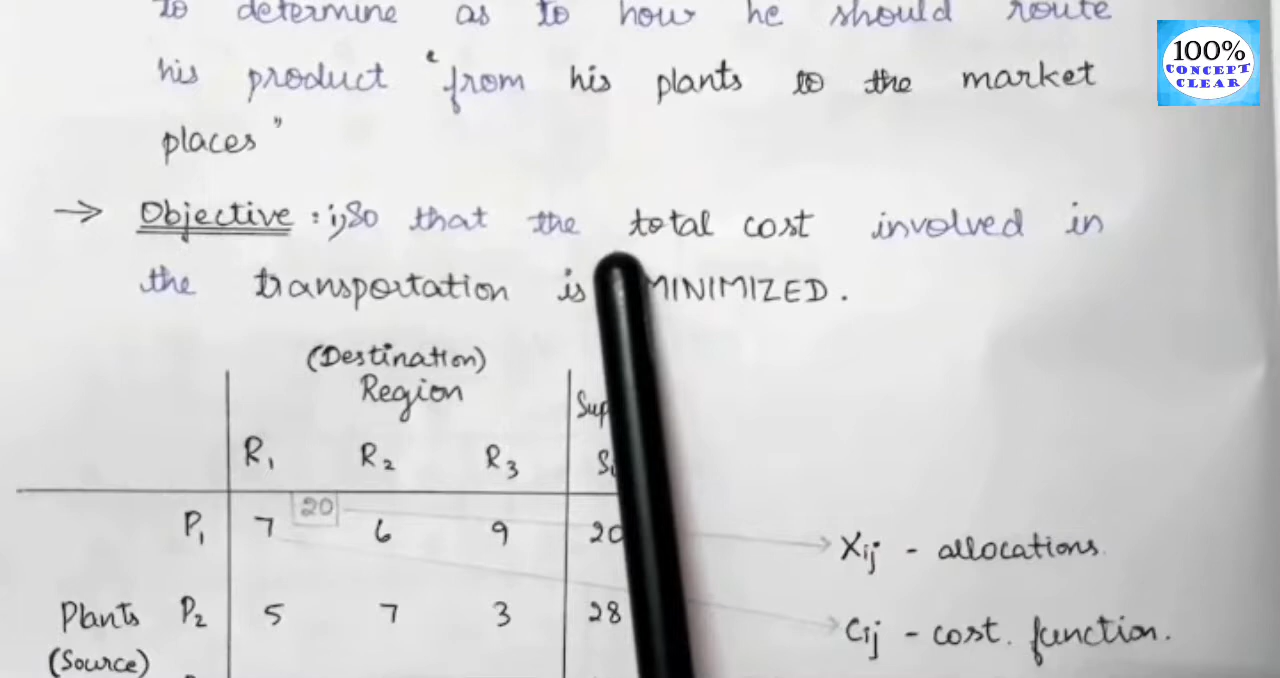 to determine as to how he should route
his product "from his plants to the market
places"
→ Objective : i, So that the total cost involved in
the transportation is MINIMIZED.
(Destination)
Region
R1 R2 R3
P1 7 20 6 9 20
Xij - allocations.
Plants P2 5 7 3 28
Cij - cost. function.
(Source)
100%
CONCEPT
CLEAR